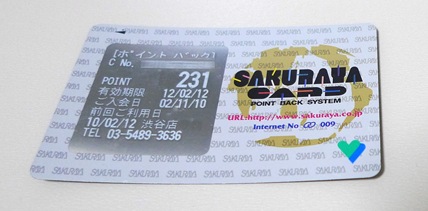 [ポイント バック]
C No.
POINT 231
有効期限 12/02/12
ご入会日 02/11/10
前回ご利用日
10/02/12 渋谷店
TEL 03-5489-3636
SAKURAYA
CARD
POINT BACK SYSTEM
URL:http://www.sakuraya.co.jp
Internet No 009